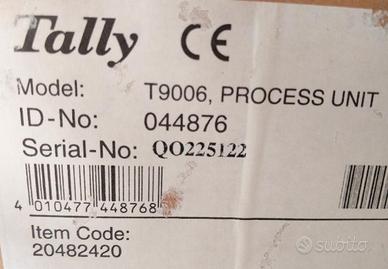 Tally CE
Model: T9006, PROCESS UNIT
ID-No: 044876
Serial-No: QO225122
4 010477 448768
Item Code:
20482420
subito